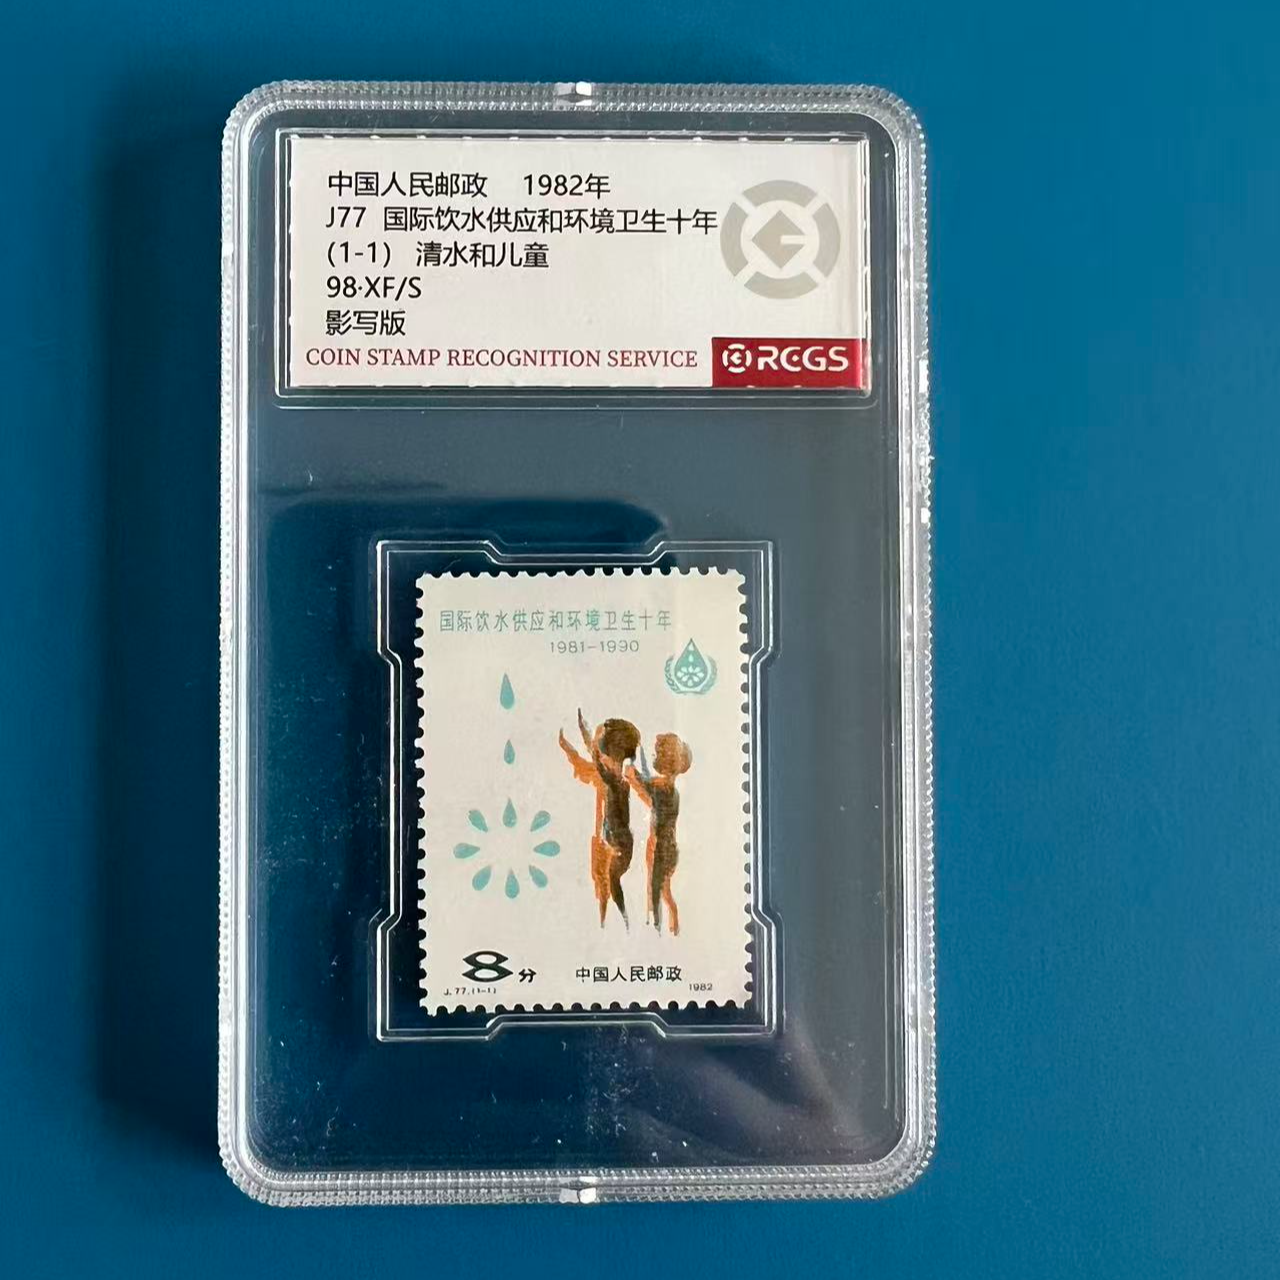 中国人民邮政 1982年
J77 国际饮水供应和环境卫生十年
(1-1) 清水和儿童
98·XF/S
影写版
COIN STAMP RECOGNITION SERVICE RCGS
国际饮水供应和环境卫生十年
1981-1990
8分 中国人民邮政 1982
J.77.(1-1)